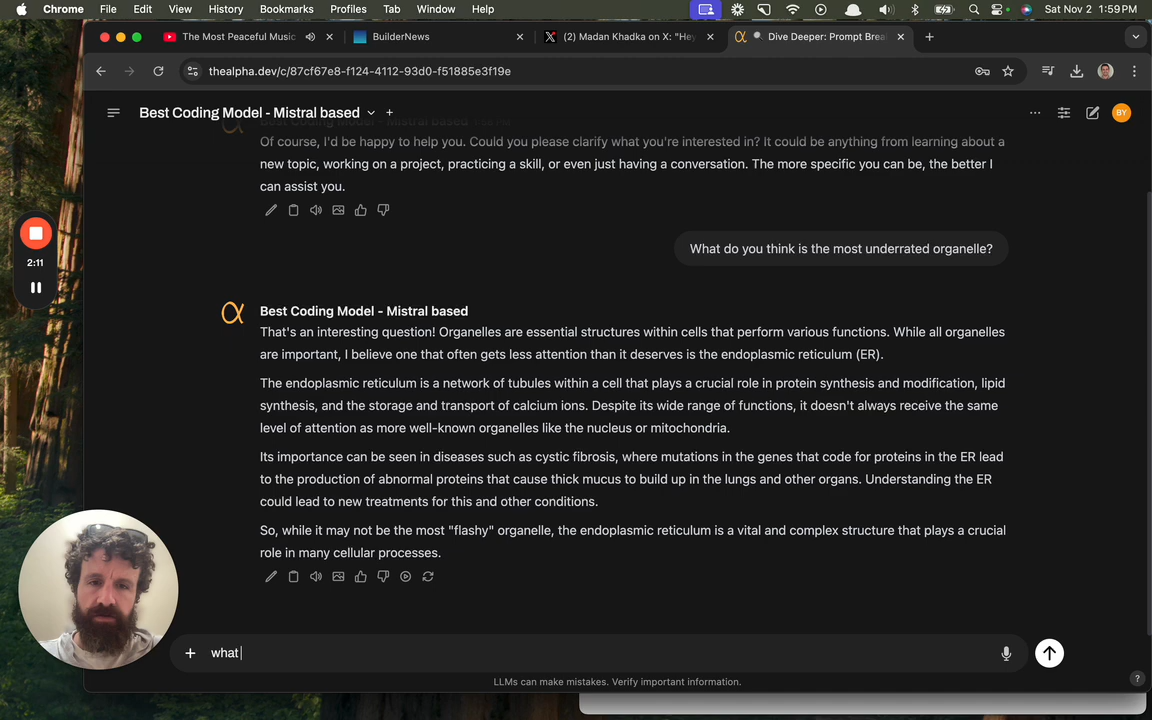 Chrome File Edit View History Bookmarks Profiles Tab Window Help Sat Nov 2 1:59 PM
The Most Peaceful Music BuilderNews (2) Madan Khadka on X: "Hey Dive Deeper: Prompt Brea
thealpha.dev/c/87cf67e8-f124-4112-93d0-f51885e3f19e
Best Coding Model - Mistral based
BY
Best Coding Model - Mistral based
Of course, I'd be happy to help you. Could you please clarify what you're interested in? It could be anything from learning about a
new topic, working on a project, practicing a skill, or even just having a conversation. The more specific you can be, the better I
can assist you.
What do you think is the most underrated organelle?
2:11
Best Coding Model - Mistral based
That's an interesting question! Organelles are essential structures within cells that perform various functions. While all organelles
are important, I believe one that often gets less attention than it deserves is the endoplasmic reticulum (ER).
The endoplasmic reticulum is a network of tubules within a cell that plays a crucial role in protein synthesis and modification, lipid
synthesis, and the storage and transport of calcium ions. Despite its wide range of functions, it doesn't always receive the same
level of attention as more well-known organelles like the nucleus or mitochondria.
Its importance can be seen in diseases such as cystic fibrosis, where mutations in the genes that code for proteins in the ER lead
to the production of abnormal proteins that cause thick mucus to build up in the lungs and other organs. Understanding the ER
could lead to new treatments for this and other conditions.
So, while it may not be the most "flashy" organelle, the endoplasmic reticulum is a vital and complex structure that plays a crucial
role in many cellular processes.
what
LLMs can make mistakes. Verify important information.
?